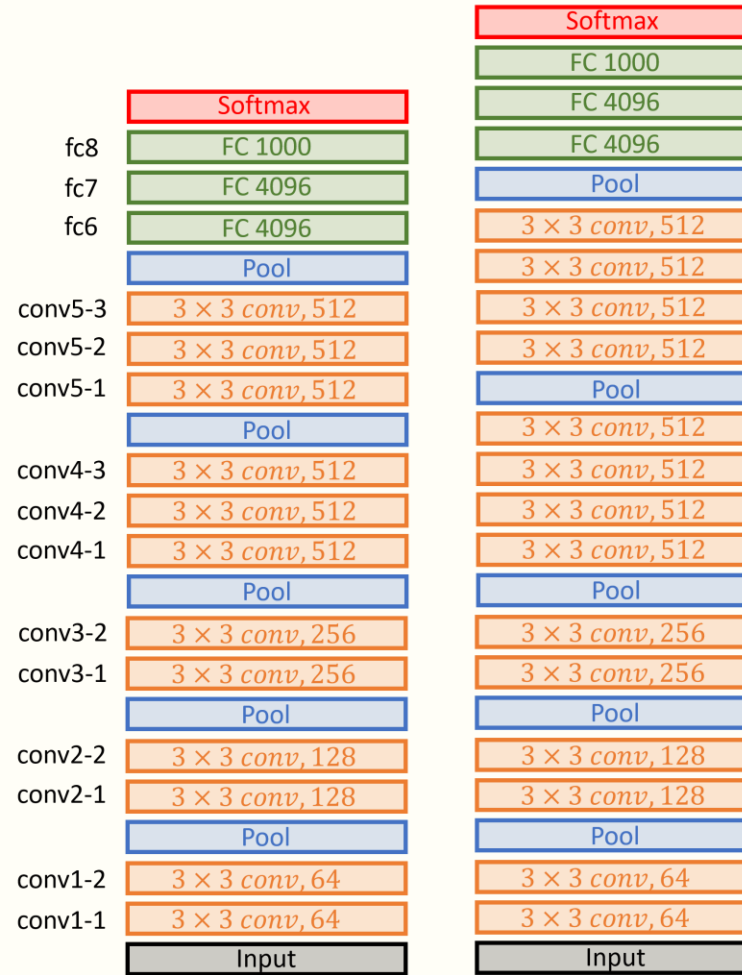 Softmax
fc8 FC 1000
fc7 FC 4096
fc6 FC 4096
Pool
conv5-3 3 × 3 conv, 512
conv5-2 3 × 3 conv, 512
conv5-1 3 × 3 conv, 512
Pool
conv4-3 3 × 3 conv, 512
conv4-2 3 × 3 conv, 512
conv4-1 3 × 3 conv, 512
Pool
conv3-2 3 × 3 conv, 256
conv3-1 3 × 3 conv, 256
Pool
conv2-2 3 × 3 conv, 128
conv2-1 3 × 3 conv, 128
Pool
conv1-2 3 × 3 conv, 64
conv1-1 3 × 3 conv, 64
Input
Softmax
FC 1000
FC 4096
FC 4096
Pool
3 × 3 conv, 512
3 × 3 conv, 512
3 × 3 conv, 512
3 × 3 conv, 512
Pool
3 × 3 conv, 512
3 × 3 conv, 512
3 × 3 conv, 512
3 × 3 conv, 512
Pool
3 × 3 conv, 256
3 × 3 conv, 256
Pool
3 × 3 conv, 128
3 × 3 conv, 128
Pool
3 × 3 conv, 64
3 × 3 conv, 64
Input